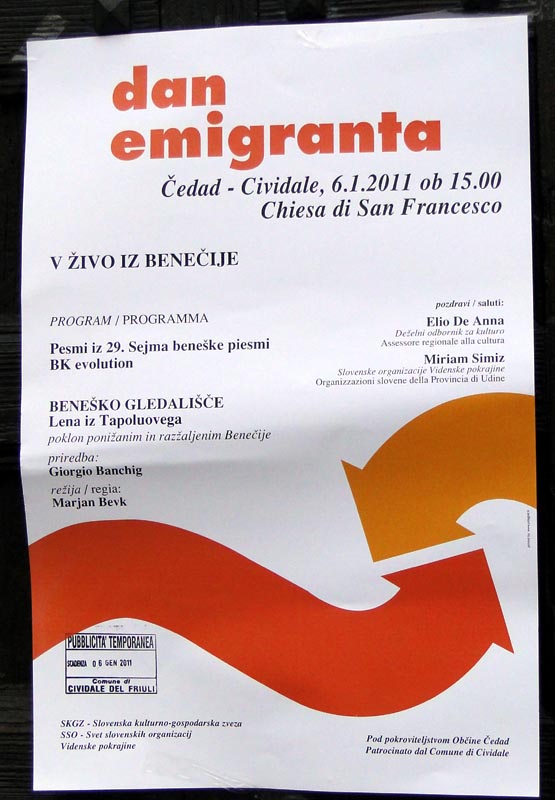 dan
emigranta
Čedad - Cividale, 6.1.2011 ob 15.00
Chiesa di San Francesco
V ŽIVO IZ BENEČIJE
PROGRAM / PROGRAMMA
Pesmi iz 29. Sejma beneške piesmi
BK evolution
BENEŠKO GLEDALIŠČE
Lena iz Tapoluovega
poklon ponižanim in razžaljenim Benečije
priredba:
Giorgio Banchig
režija / regia:
Marjan Bevk
pozdravi / saluti:
Elio De Anna
Deželni odbornik za kulturo
Assessore regionale alla cultura
Miriam Simiz
Slovenske organizacije Videnske pokrajine
Organizzazioni slovene della Provincia di Udine
PUBBLICITA' TEMPORANEA
SCADENZA 06 GEN 2011
Comune di
CIVIDALE DEL FRIULI
SKGZ - Slovenska kulturno-gospodarska zveza
SSO - Svet slovenskih organizacij
Videnske pokrajine
Pod pokroviteljstvom Občine Čedad
Patrocinato dal Comune di Cividale